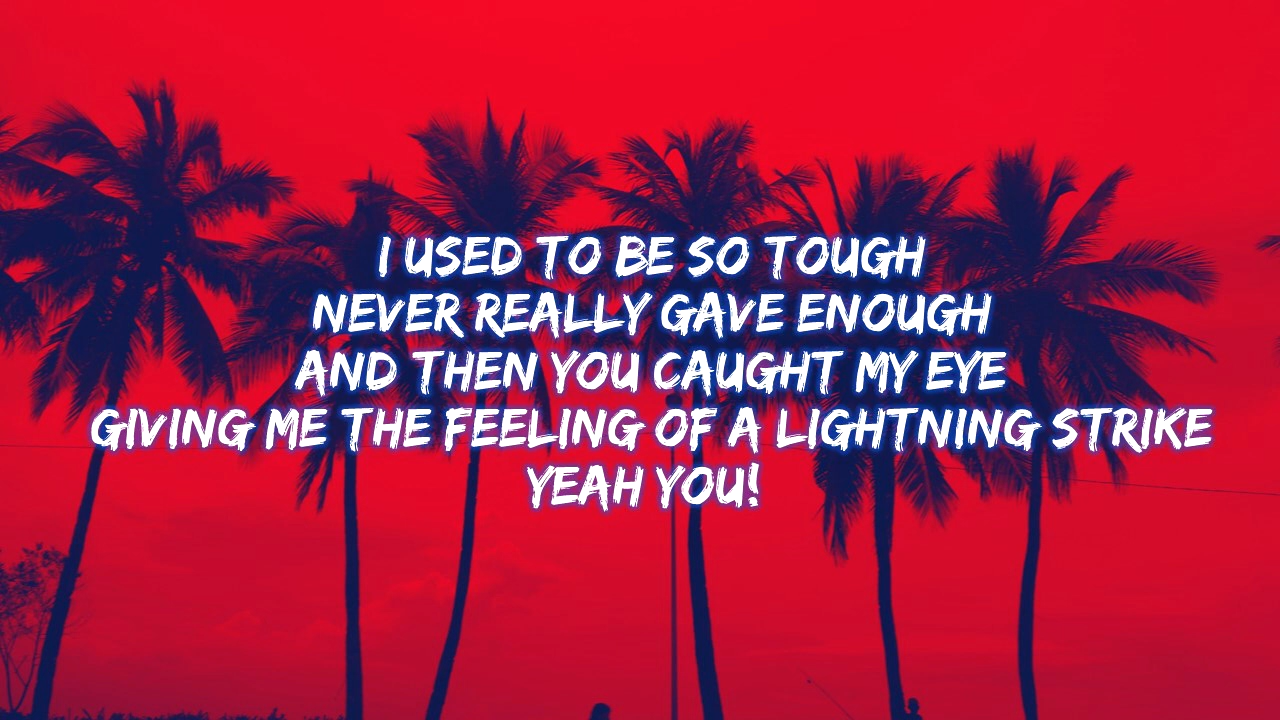 I USED TO BE SO TOUGH
NEVER REALLY GAVE ENOUGH
AND THEN YOU CAUGHT MY EYE
GIVING ME THE FEELING OF A LIGHTNING STRIKE
YEAH YOU!